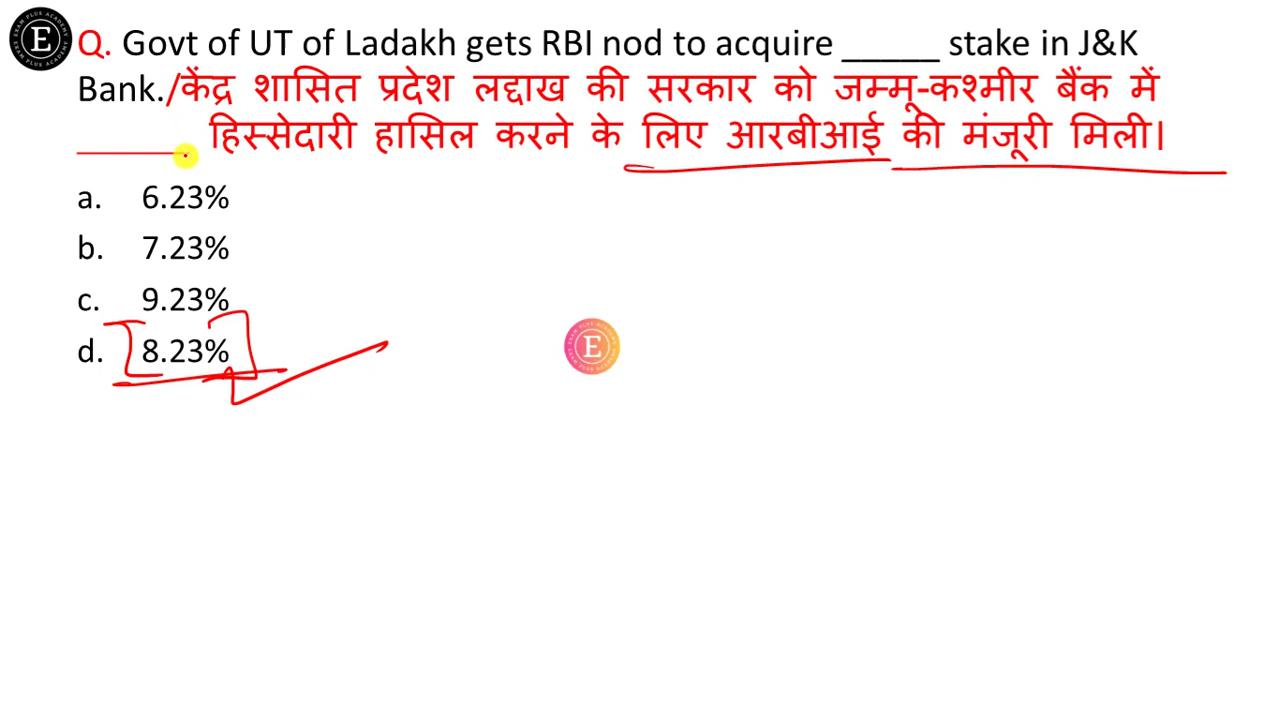 Q. Govt of UT of Ladakh gets RBI nod to acquire _____ stake in J&K
Bank./केंद्र शासित प्रदेश लद्दाख की सरकार को जम्मू-कश्मीर बैंक में
______ हिस्सेदारी हासिल करने के लिए आरबीआई की मंजूरी मिली।
a. 6.23%
b. 7.23%
c. 9.23%
d. 8.23%
E
E